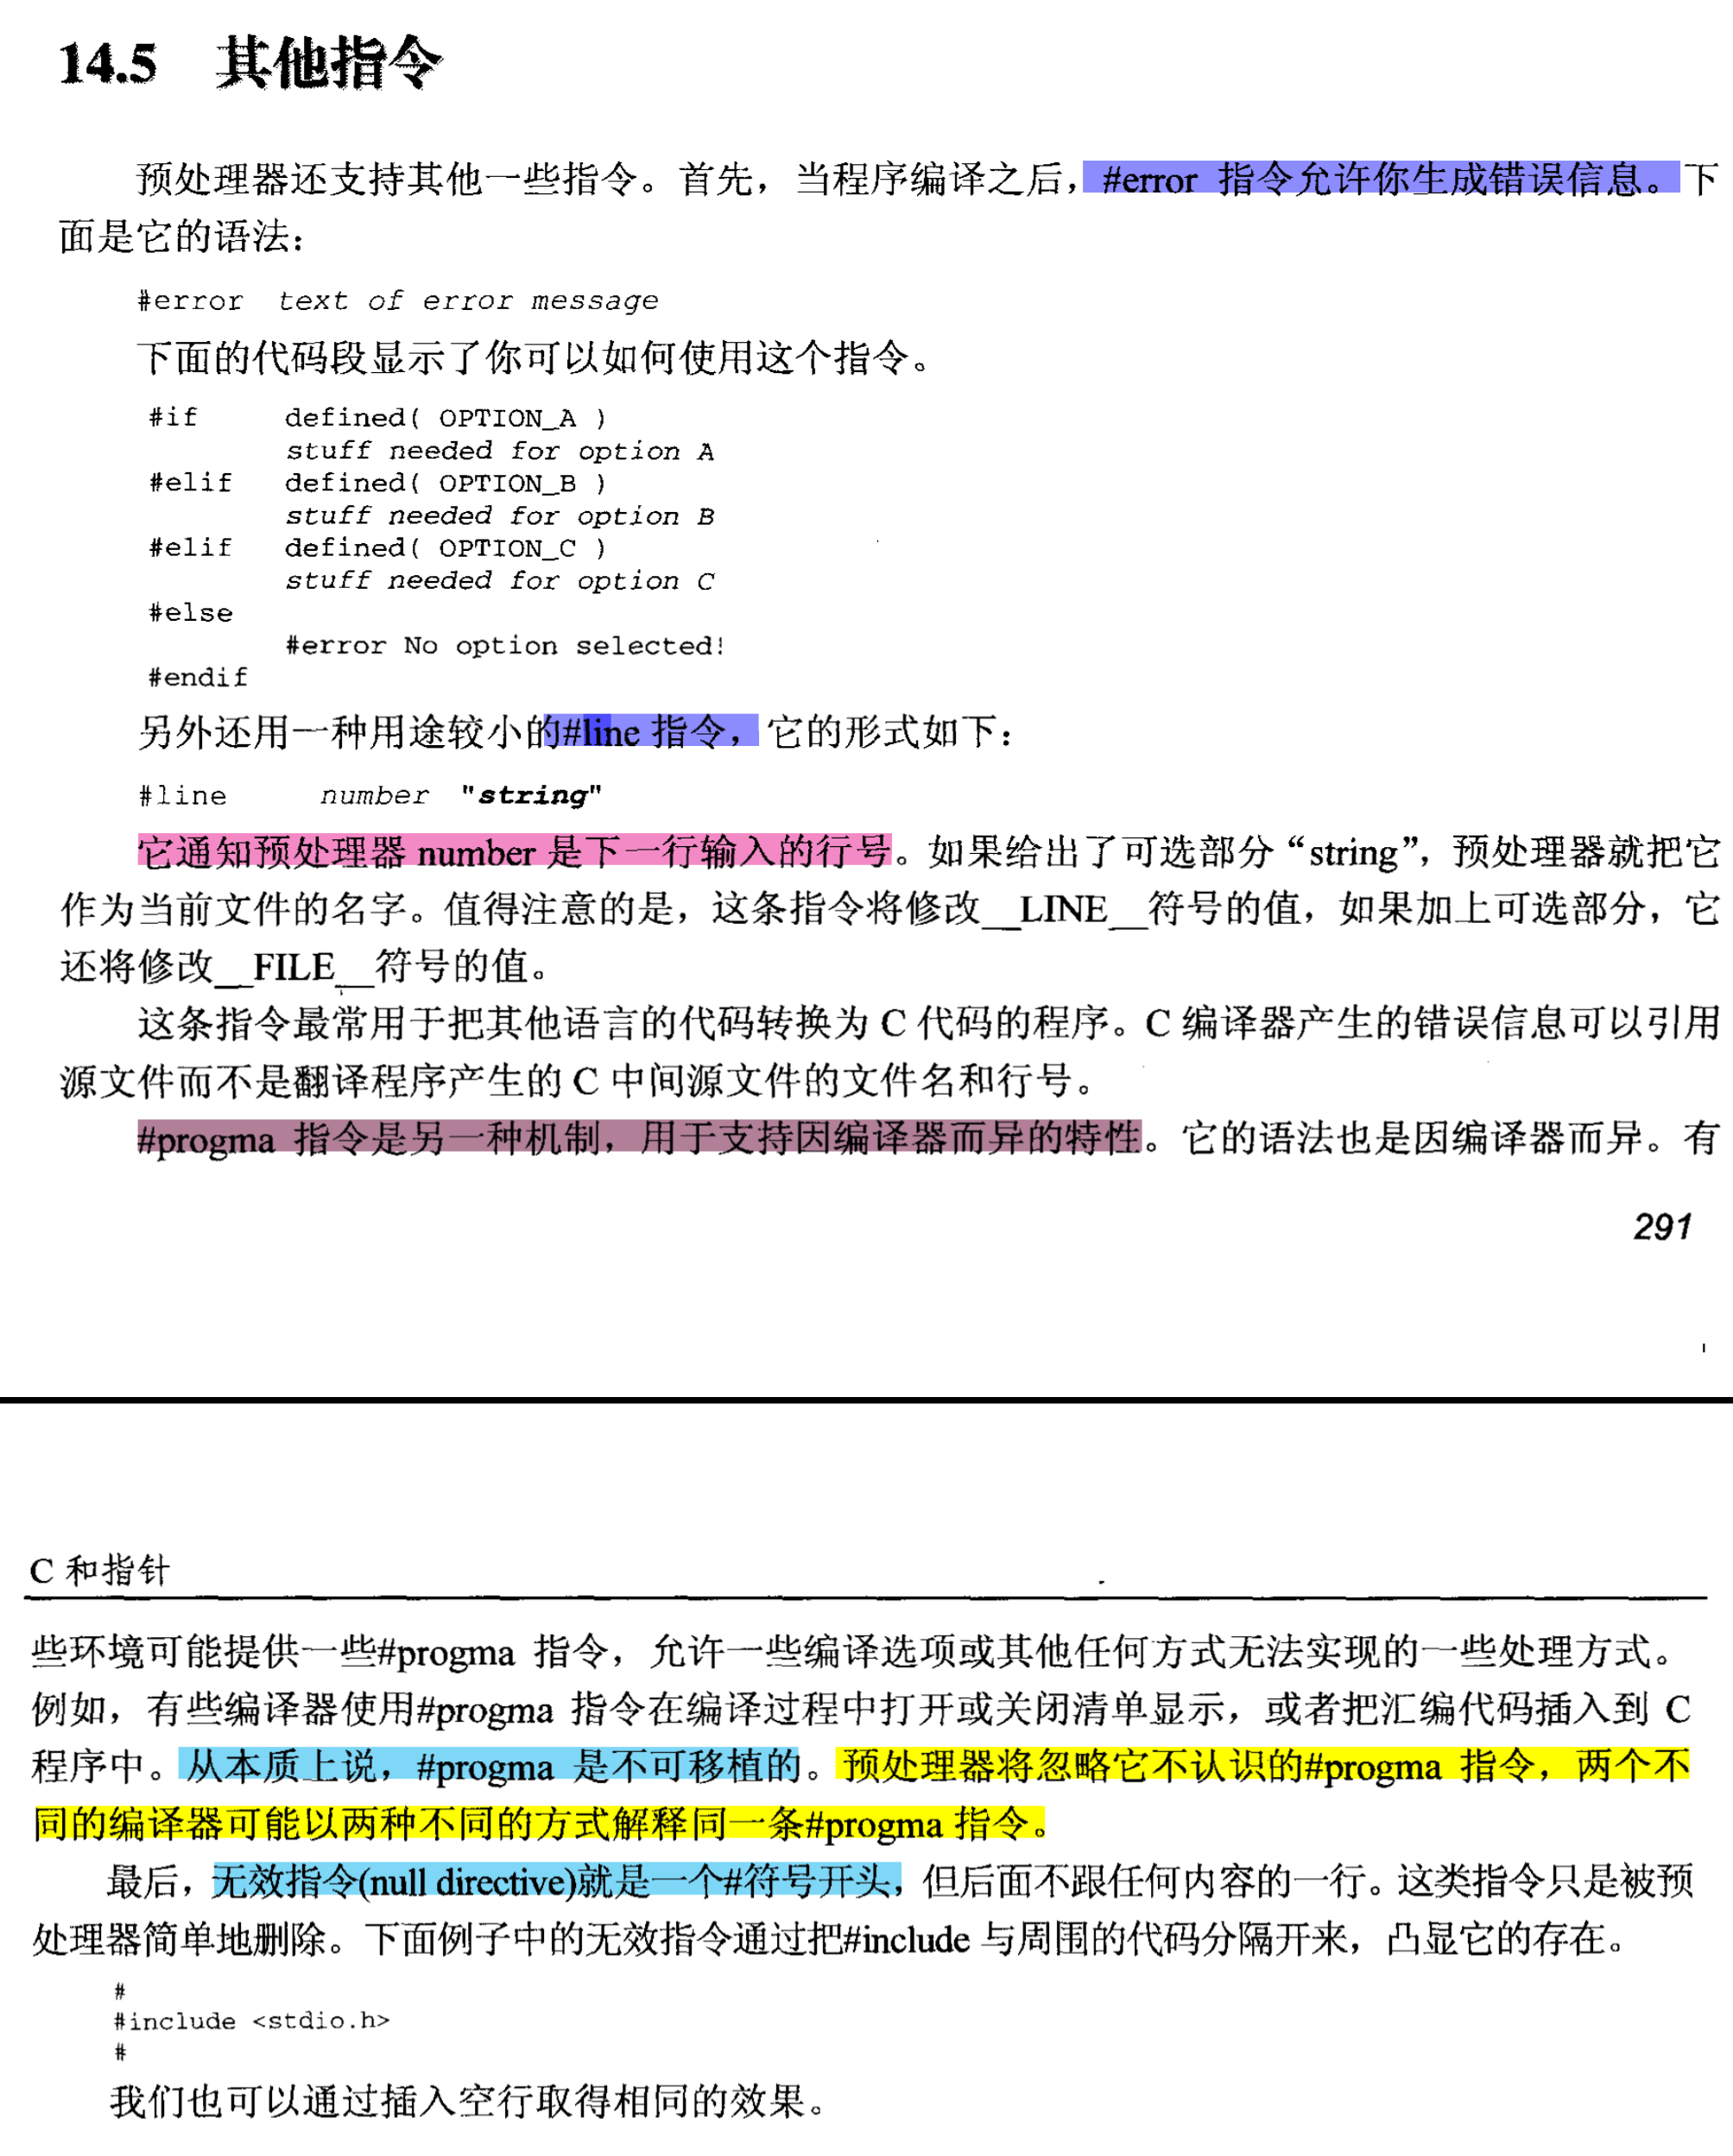 14.5 其他指令
预处理器还支持其他一些指令。首先，当程序编译之后，#error 指令允许你生成错误信息。下
面是它的语法：
#error text of error message
下面的代码段显示了你可以如何使用这个指令。
#if defined( OPTION_A )
stuff needed for option A
#elif defined( OPTION_B )
stuff needed for option B
#elif defined( OPTION_C )
stuff needed for option C
#else
#error No option selected!
#endif
另外还用一种用途较小的#line 指令，它的形式如下：
#line number "string"
它通知预处理器 number 是下一行输入的行号。如果给出了可选部分“string”，预处理器就把它
作为当前文件的名字。值得注意的是，这条指令将修改__LINE__符号的值，如果加上可选部分，它
还将修改__FILE__符号的值。
这条指令最常用于把其他语言的代码转换为 C 代码的程序。C 编译器产生的错误信息可以引用
源文件而不是翻译程序产生的 C 中间源文件的文件名和行号。
#progma 指令是另一种机制，用于支持因编译器而异的特性。它的语法也是因编译器而异。有
291
C 和指针
些环境可能提供一些#progma 指令，允许一些编译选项或其他任何方式无法实现的一些处理方式。
例如，有些编译器使用#progma 指令在编译过程中打开或关闭清单显示，或者把汇编代码插入到 C
程序中。从本质上说，#progma 是不可移植的。预处理器将忽略它不认识的#progma 指令，两个不
同的编译器可能以两种不同的方式解释同一条#progma 指令。
最后，无效指令(null directive)就是一个#符号开头，但后面不跟任何内容的一行。这类指令只是被预
处理器简单地删除。下面例子中的无效指令通过把#include 与周围的代码分隔开来，凸显它的存在。
#
#include <stdio.h>
#
我们也可以通过插入空行取得相同的效果。